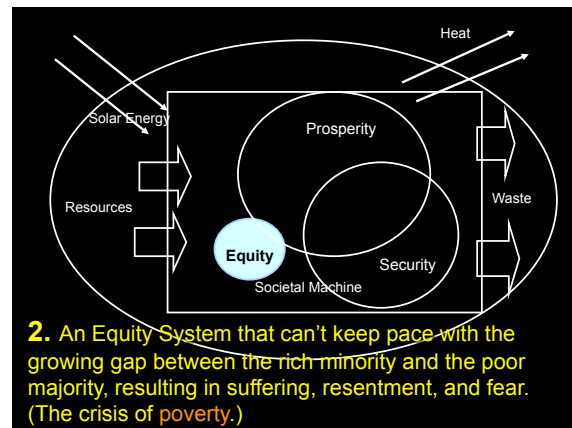 Heat
Solar Energy
Prosperity
Resources
Waste
Equity
Security
Societal Machine
2. An Equity System that can't keep pace with the
growing gap between the rich minority and the poor
majority, resulting in suffering, resentment, and fear.
(The crisis of poverty.)